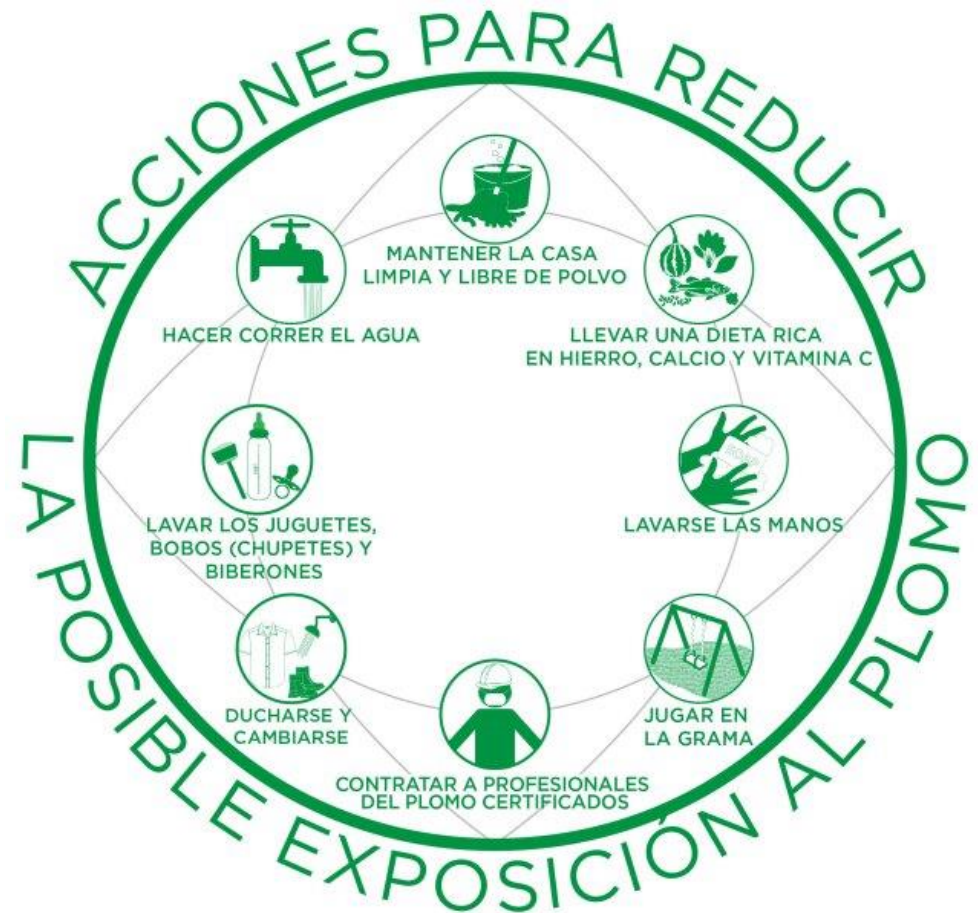 ACCIONES PARA REDUCIR
LA POSIBLE EXPOSICIÓN AL PLOMO
MANTENER LA CASA
LIMPIA Y LIBRE DE POLVO
LLEVAR UNA DIETA RICA
EN HIERRO, CALCIO Y VITAMINA C
LAVARSE LAS MANOS
SOAP
JUGAR EN
LA GRAMA
CONTRATAR A PROFESIONALES
DEL PLOMO CERTIFICADOS
DUCHARSE Y
CAMBIARSE
LAVAR LOS JUGUETES,
BOBOS (CHUPETES) Y
BIBERONES
HACER CORRER EL AGUA